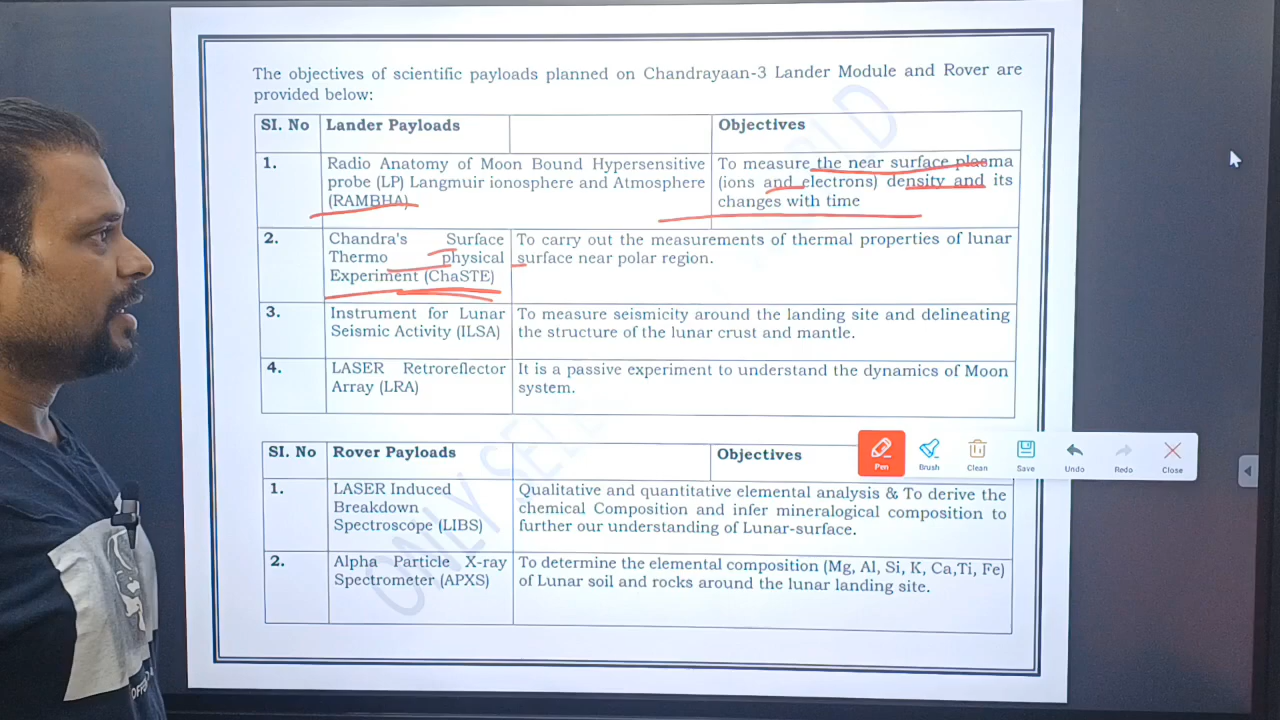 The objectives of scientific payloads planned on Chandrayaan-3 Lander Module and Rover are
provided below:
SI. No Lander Payloads Objectives
1. Radio Anatomy of Moon Bound Hypersensitive
probe (LP) Langmuir ionosphere and Atmosphere
(RAMBHA)
To measure the near surface plasma
(ions and electrons) density and its
changes with time
2. Chandra's Surface
Thermo physical
Experiment (ChaSTE)
To carry out the measurements of thermal properties of lunar
surface near polar region.
3. Instrument for Lunar
Seismic Activity (ILSA)
To measure seismicity around the landing site and delineating
the structure of the lunar crust and mantle.
4. LASER Retroreflector
Array (LRA)
It is a passive experiment to understand the dynamics of Moon
system.
SI. No Rover Payloads Objectives
1. LASER Induced
Breakdown
Spectroscope (LIBS)
Qualitative and quantitative elemental analysis & To derive the
chemical Composition and infer mineralogical composition to
further our understanding of Lunar-surface.
2. Alpha Particle X-ray
Spectrometer (APXS)
To determine the elemental composition (Mg, Al, Si, K, Ca,Ti, Fe)
of Lunar soil and rocks around the lunar landing site.
Pen Brush Clean Save Undo Redo Close